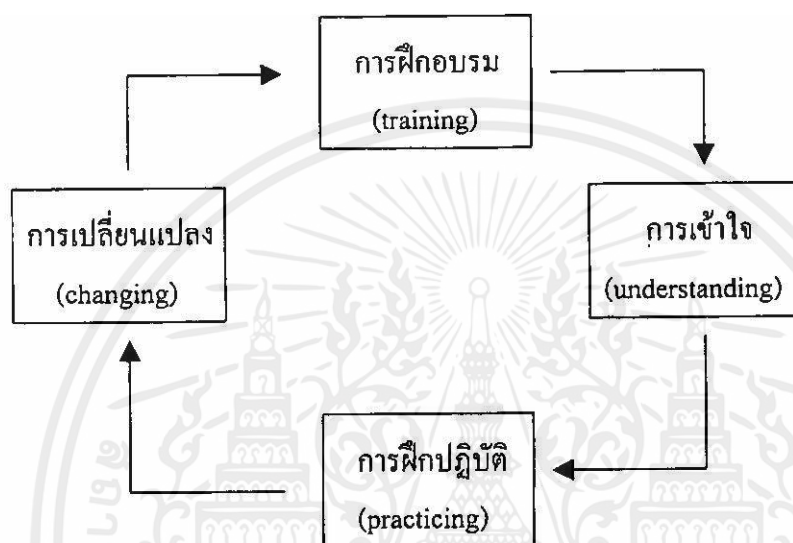 การฝึกอบรม
(training)
การเข้าใจ
(understanding)
การฝึกปฏิบัติ
(practicing)
การเปลี่ยนแปลง
(changing)